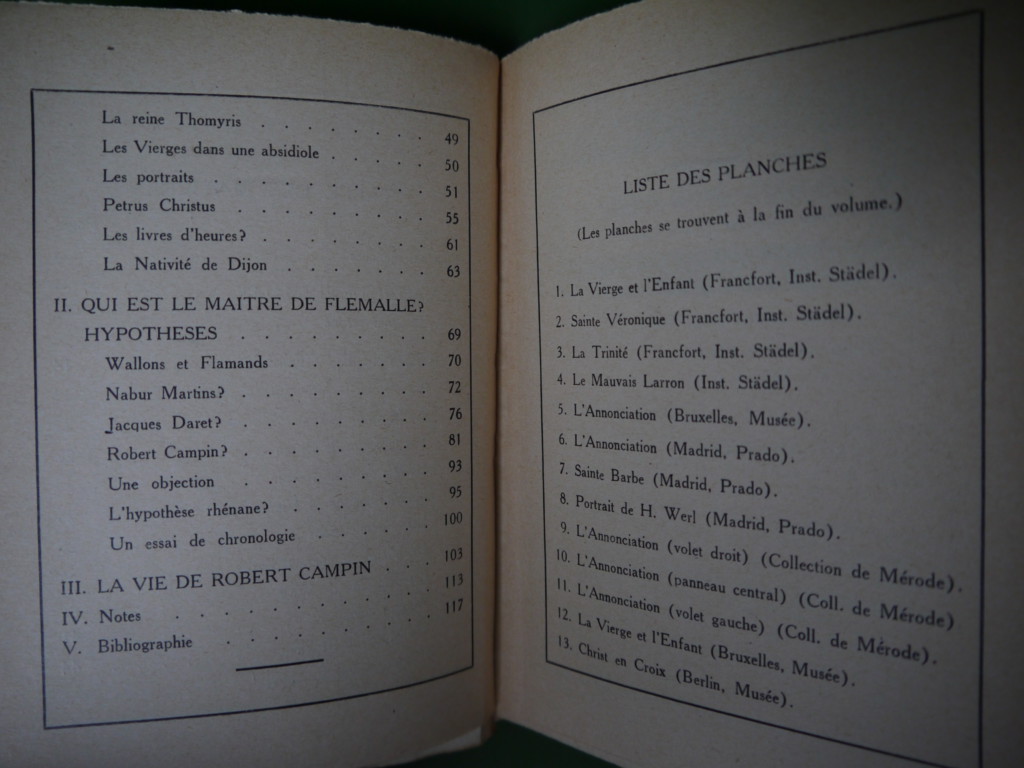 La reine Thomyris . . . . . . . . 49
Les Vierges dans une absidiole . . . . . 50
Les portraits . . . . . . . . . . 51
Petrus Christus . . . . . . . . . 55
Les livres d'heures? . . . . . . . . 61
La Nativité de Dijon . . . . . . . 63
II. QUI EST LE MAITRE DE FLEMALLE?
HYPOTHESES . . . . . . . . . 69
Wallons et Flamands . . . . . . . 70
Nabur Martins? . . . . . . . . . 72
Jacques Daret? . . . . . . . . . 76
Robert Campin? . . . . . . . . . 81
Une objection . . . . . . . . . 93
L'hypothèse rhénane? . . . . . . . 95
Un essai de chronologie . . . . . . 100
III. LA VIE DE ROBERT CAMPIN . . . 103
IV. Notes . . . . . . . . . . . 113
V. Bibliographie . . . . . . . . . 117
LISTE DES PLANCHES
(Les planches se trouvent à la fin du volume.)
1. La Vierge et l'Enfant (Francfort, Inst. Städel).
2. Sainte Véronique (Francfort, Inst. Städel).
3. La Trinité (Francfort, Inst. Städel).
4. Le Mauvais Larron (Inst. Städel).
5. L'Annonciation (Bruxelles, Musée).
6. L'Annonciation (Madrid, Prado).
7. Sainte Barbe (Madrid, Prado).
8. Portrait de H. Werl (Madrid, Prado).
9. L'Annonciation (volet droit) (Collection de Mérode).
10. L'Annonciation (panneau central) (Coll. de Mérode)
11. L'Annonciation (volet gauche) (Coll. de Mérode).
12. La Vierge et l'Enfant (Bruxelles, Musée).
13. Christ en Croix (Berlin, Musée).